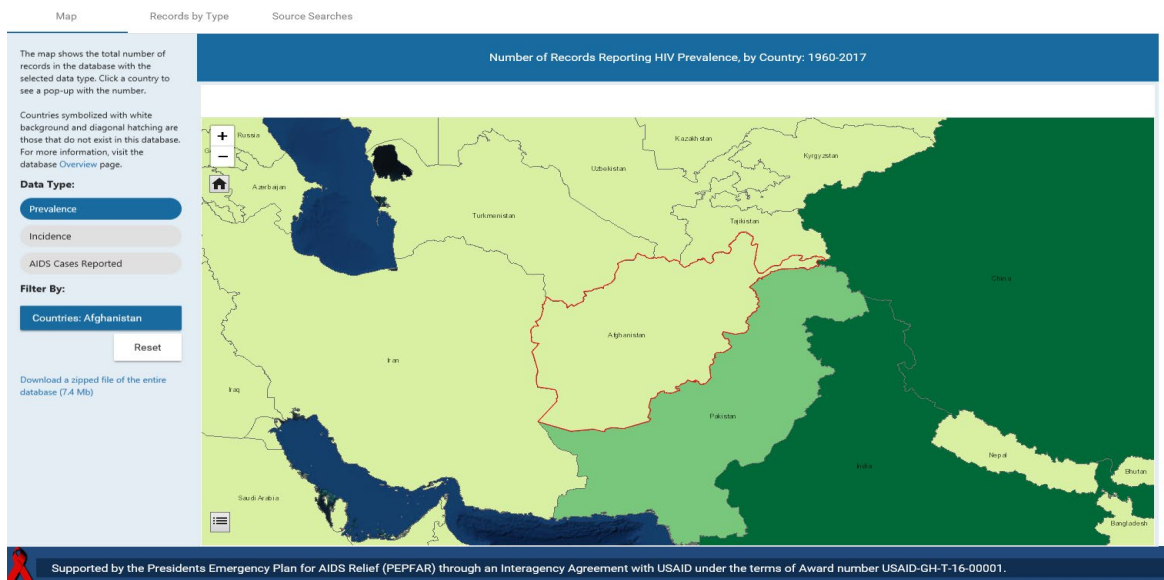 Map
Records by Type
Source Searches
The map shows the total number of
records in the database with the
selected data type. Click a country to
see a pop-up with the number.
Countries symbolized with white
background and diagonal hatching are
those that do not exist in this database.
For more information, visit the
database Overview page.
Data Type:
Prevalence
Incidence
AIDS Cases Reported
Filter By:
Countries: Afghanistan
Reset
Download a zipped file of the entire
database (7.4 Mb)
Number of Records Reporting HIV Prevalence, by Country: 1960-2017
+
−
Russia
Kazakhstan
Kyrgyzstan
Uzbekistan
Azerbaijan
Turkmenistan
Tajikistan
China
Afghanistan
Iran
Iraq
Pakistan
Nepal
India
Bhutan
Saudi Arabia
Bangladesh
Supported by the Presidents Emergency Plan for AIDS Relief (PEPFAR) through an Interagency Agreement with USAID under the terms of Award number USAID-GH-T-16-00001.